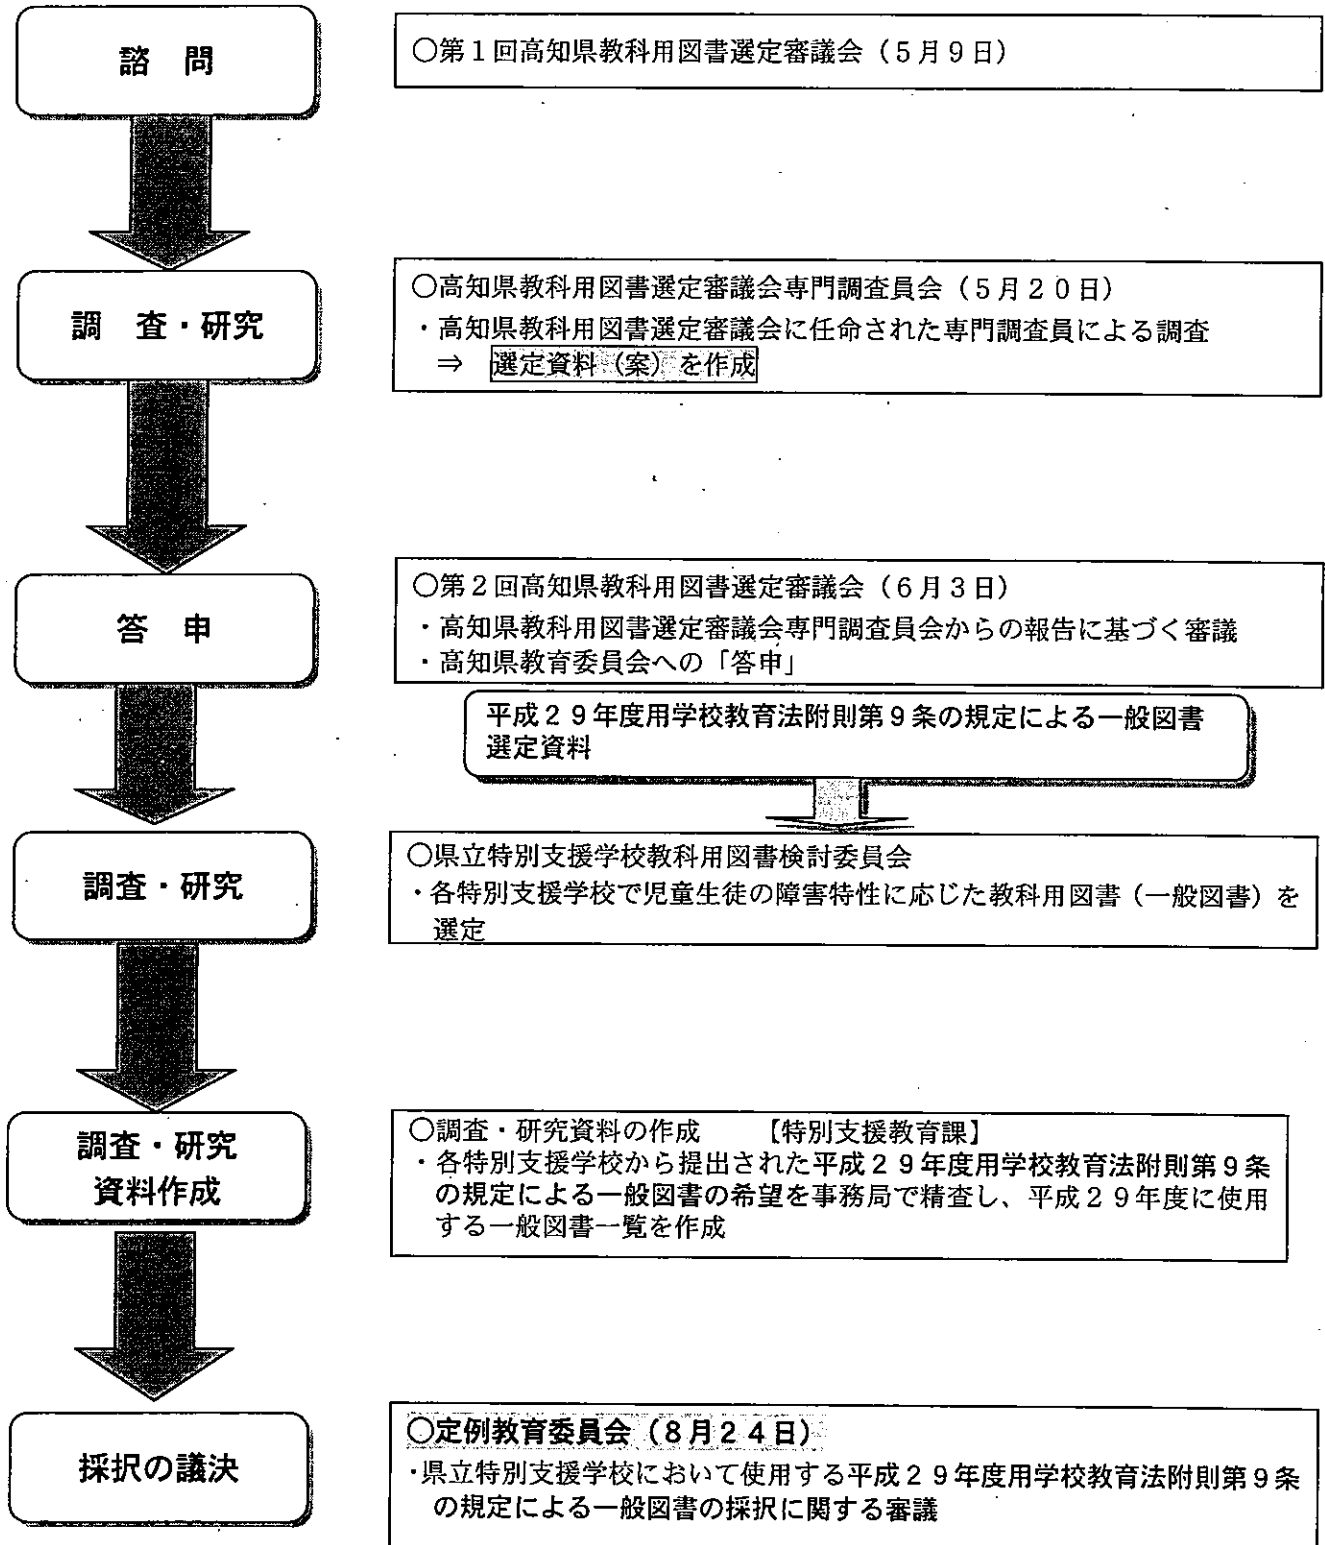 諮　問
○第１回高知県教科用図書選定審議会（５月９日）
調　査・研究
○高知県教科用図書選定審議会専門調査員会（５月２０日）
・高知県教科用図書選定審議会に任命された専門調査員による調査
⇒　選定資料（案）を作成
答　申
○第２回高知県教科用図書選定審議会（６月３日）
・高知県教科用図書選定審議会専門調査員会からの報告に基づく審議
・高知県教育委員会への「答申」
平成２９年度用学校教育法附則第９条の規定による一般図書
選定資料
調査・研究
○県立特別支援学校教科用図書検討委員会
・各特別支援学校で児童生徒の障害特性に応じた教科用図書（一般図書）を
選定
調査・研究
資料作成
○調査・研究資料の作成　　【特別支援教育課】
・各特別支援学校から提出された平成２９年度用学校教育法附則第９条
の規定による一般図書の希望を事務局で精査し、平成２９年度に使用
する一般図書一覧を作成
採択の議決
○定例教育委員会（８月２４日）
・県立特別支援学校において使用する平成２９年度用学校教育法附則第９条
の規定による一般図書の採択に関する審議